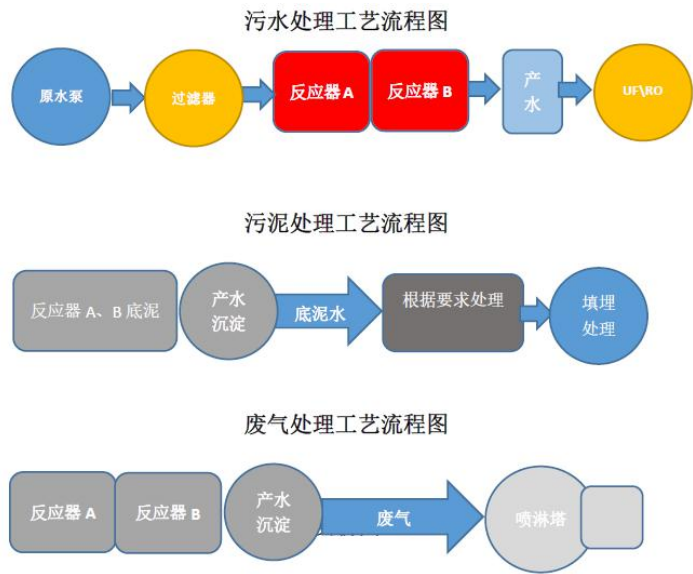 污水处理工艺流程图
原水泵
过滤器
反应器 A
反应器 B
产
水
UF\RO
污泥处理工艺流程图
反应器 A、B 底泥
产水
沉淀
底泥水
根据要求处理
填埋
处理
废气处理工艺流程图
反应器 A
反应器 B
产水
沉淀
废气
喷淋塔